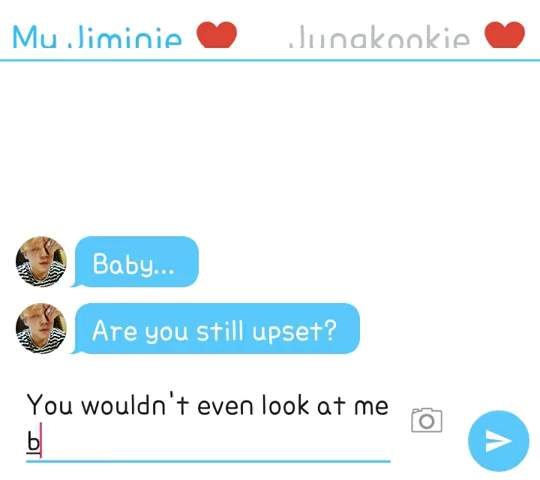 My Jiminie ❤ Jungkookie ❤
Baby...
Are you still upset?
You wouldn't even look at me
b